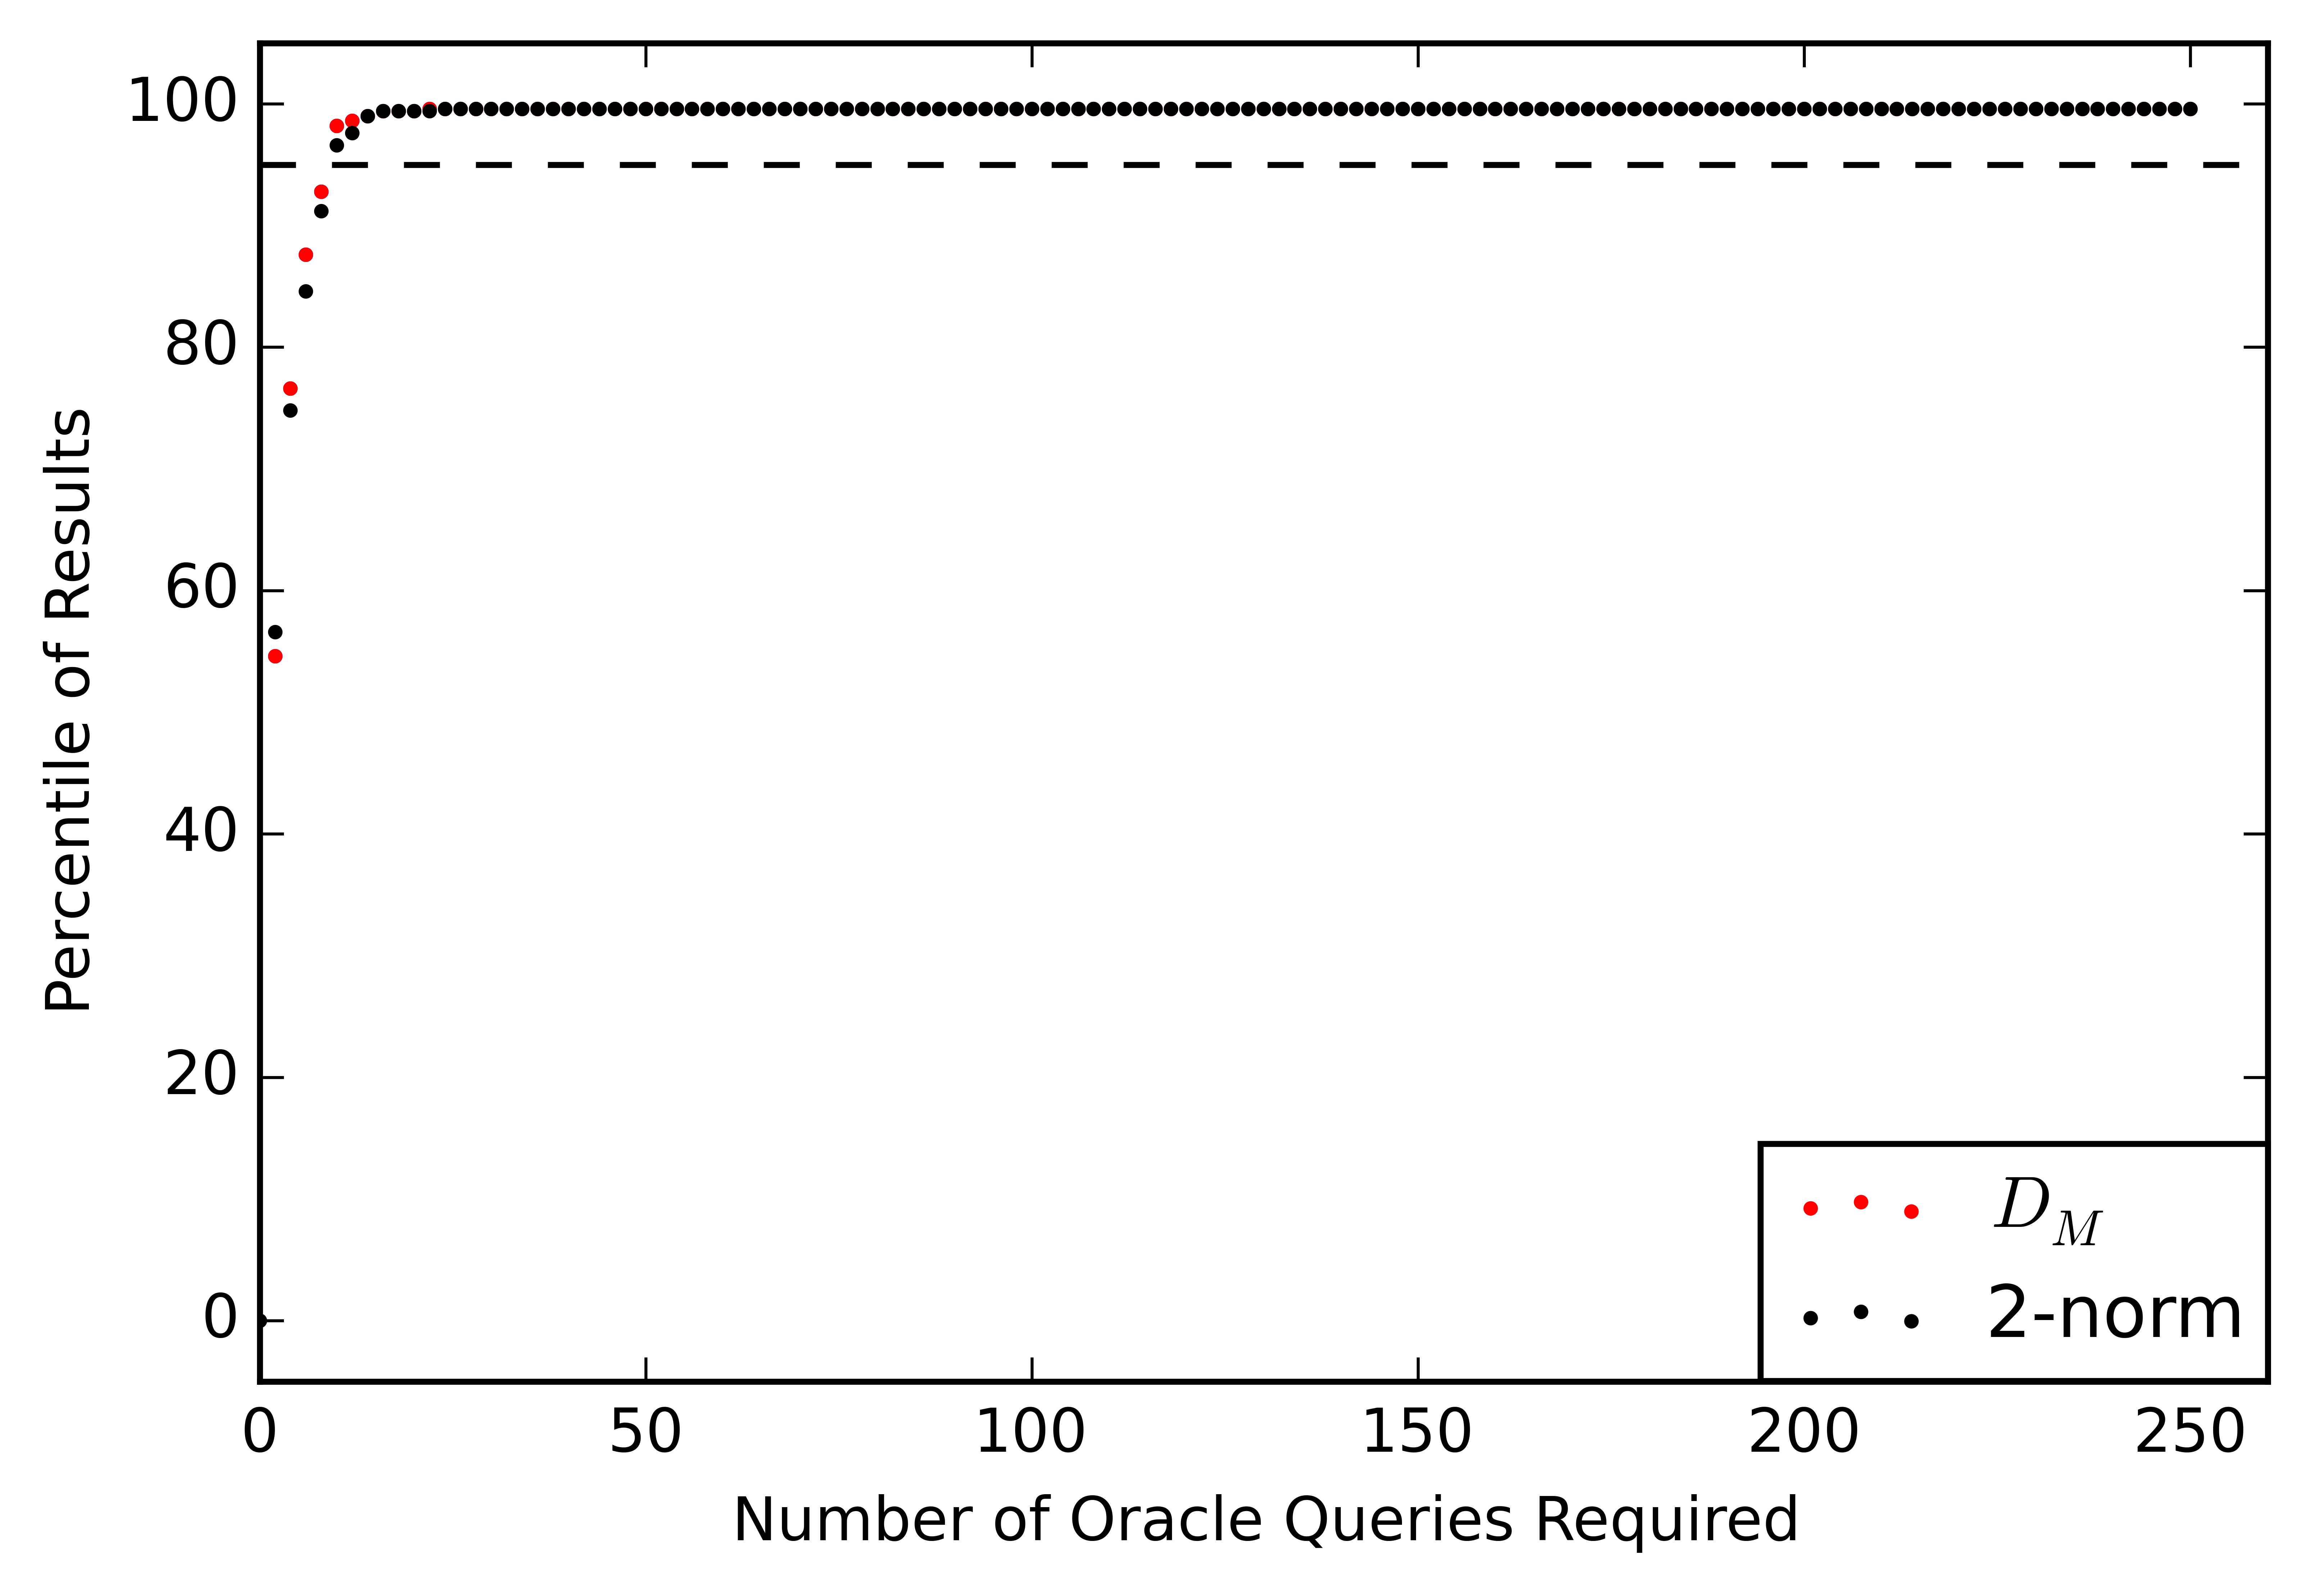 100
80
60
40
20
0
Percentile of Results
0 50 100 150 200 250
Number of Oracle Queries Required
D_M
2-norm